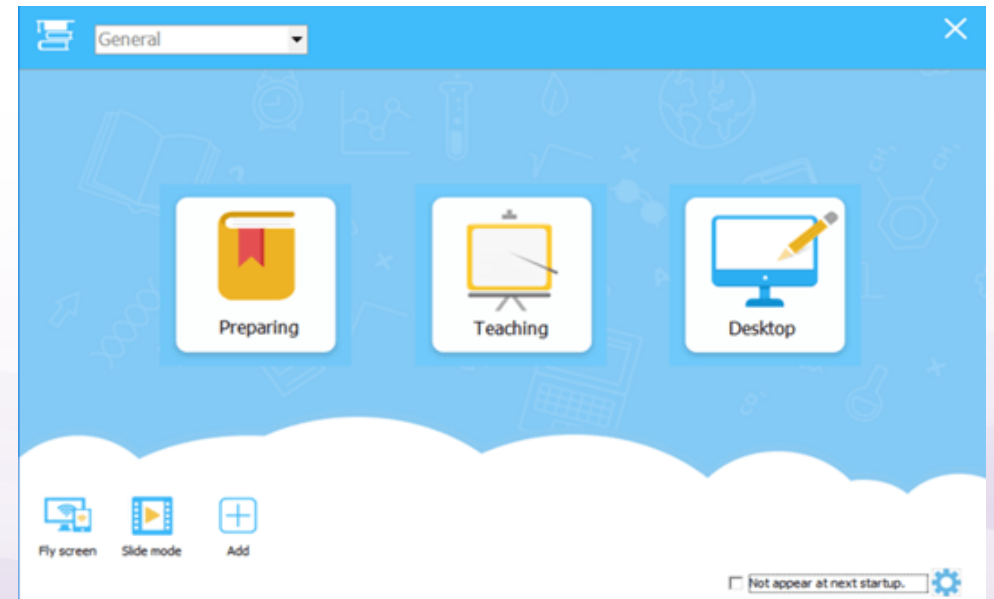 General
Preparing
Teaching
Desktop
Fly screen
Slide mode
Add
Not appear at next startup.